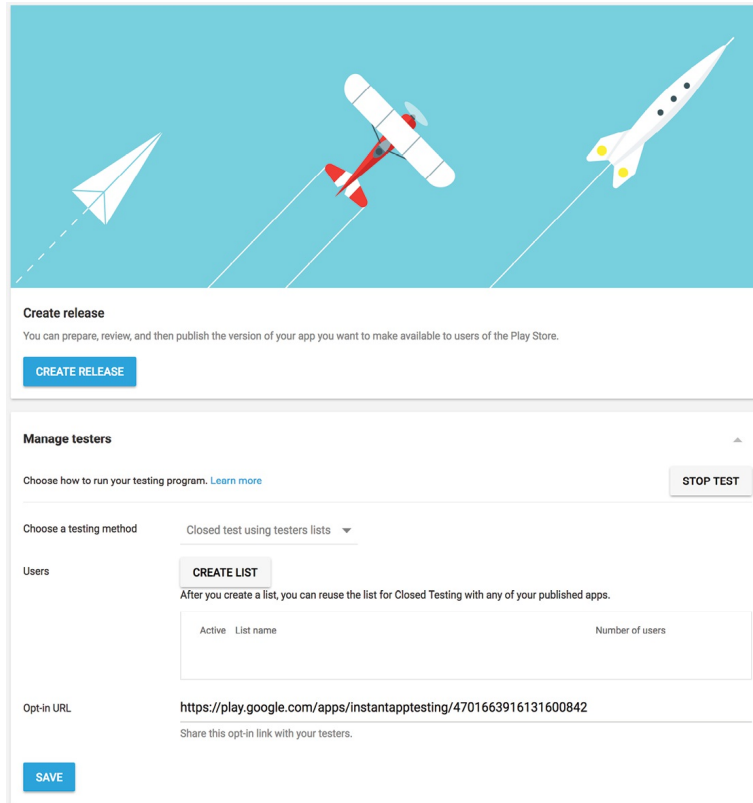 Create release
You can prepare, review, and then publish the version of your app you want to make available to users of the Play Store.
CREATE RELEASE
Manage testers
Choose how to run your testing program. Learn more
STOP TEST
Choose a testing method
Closed test using testers lists
Users
CREATE LIST
After you create a list, you can reuse the list for Closed Testing with any of your published apps.
Active List name Number of users
Opt-in URL
https://play.google.com/apps/instantapptesting/4701663916131600842
Share this opt-in link with your testers.
SAVE